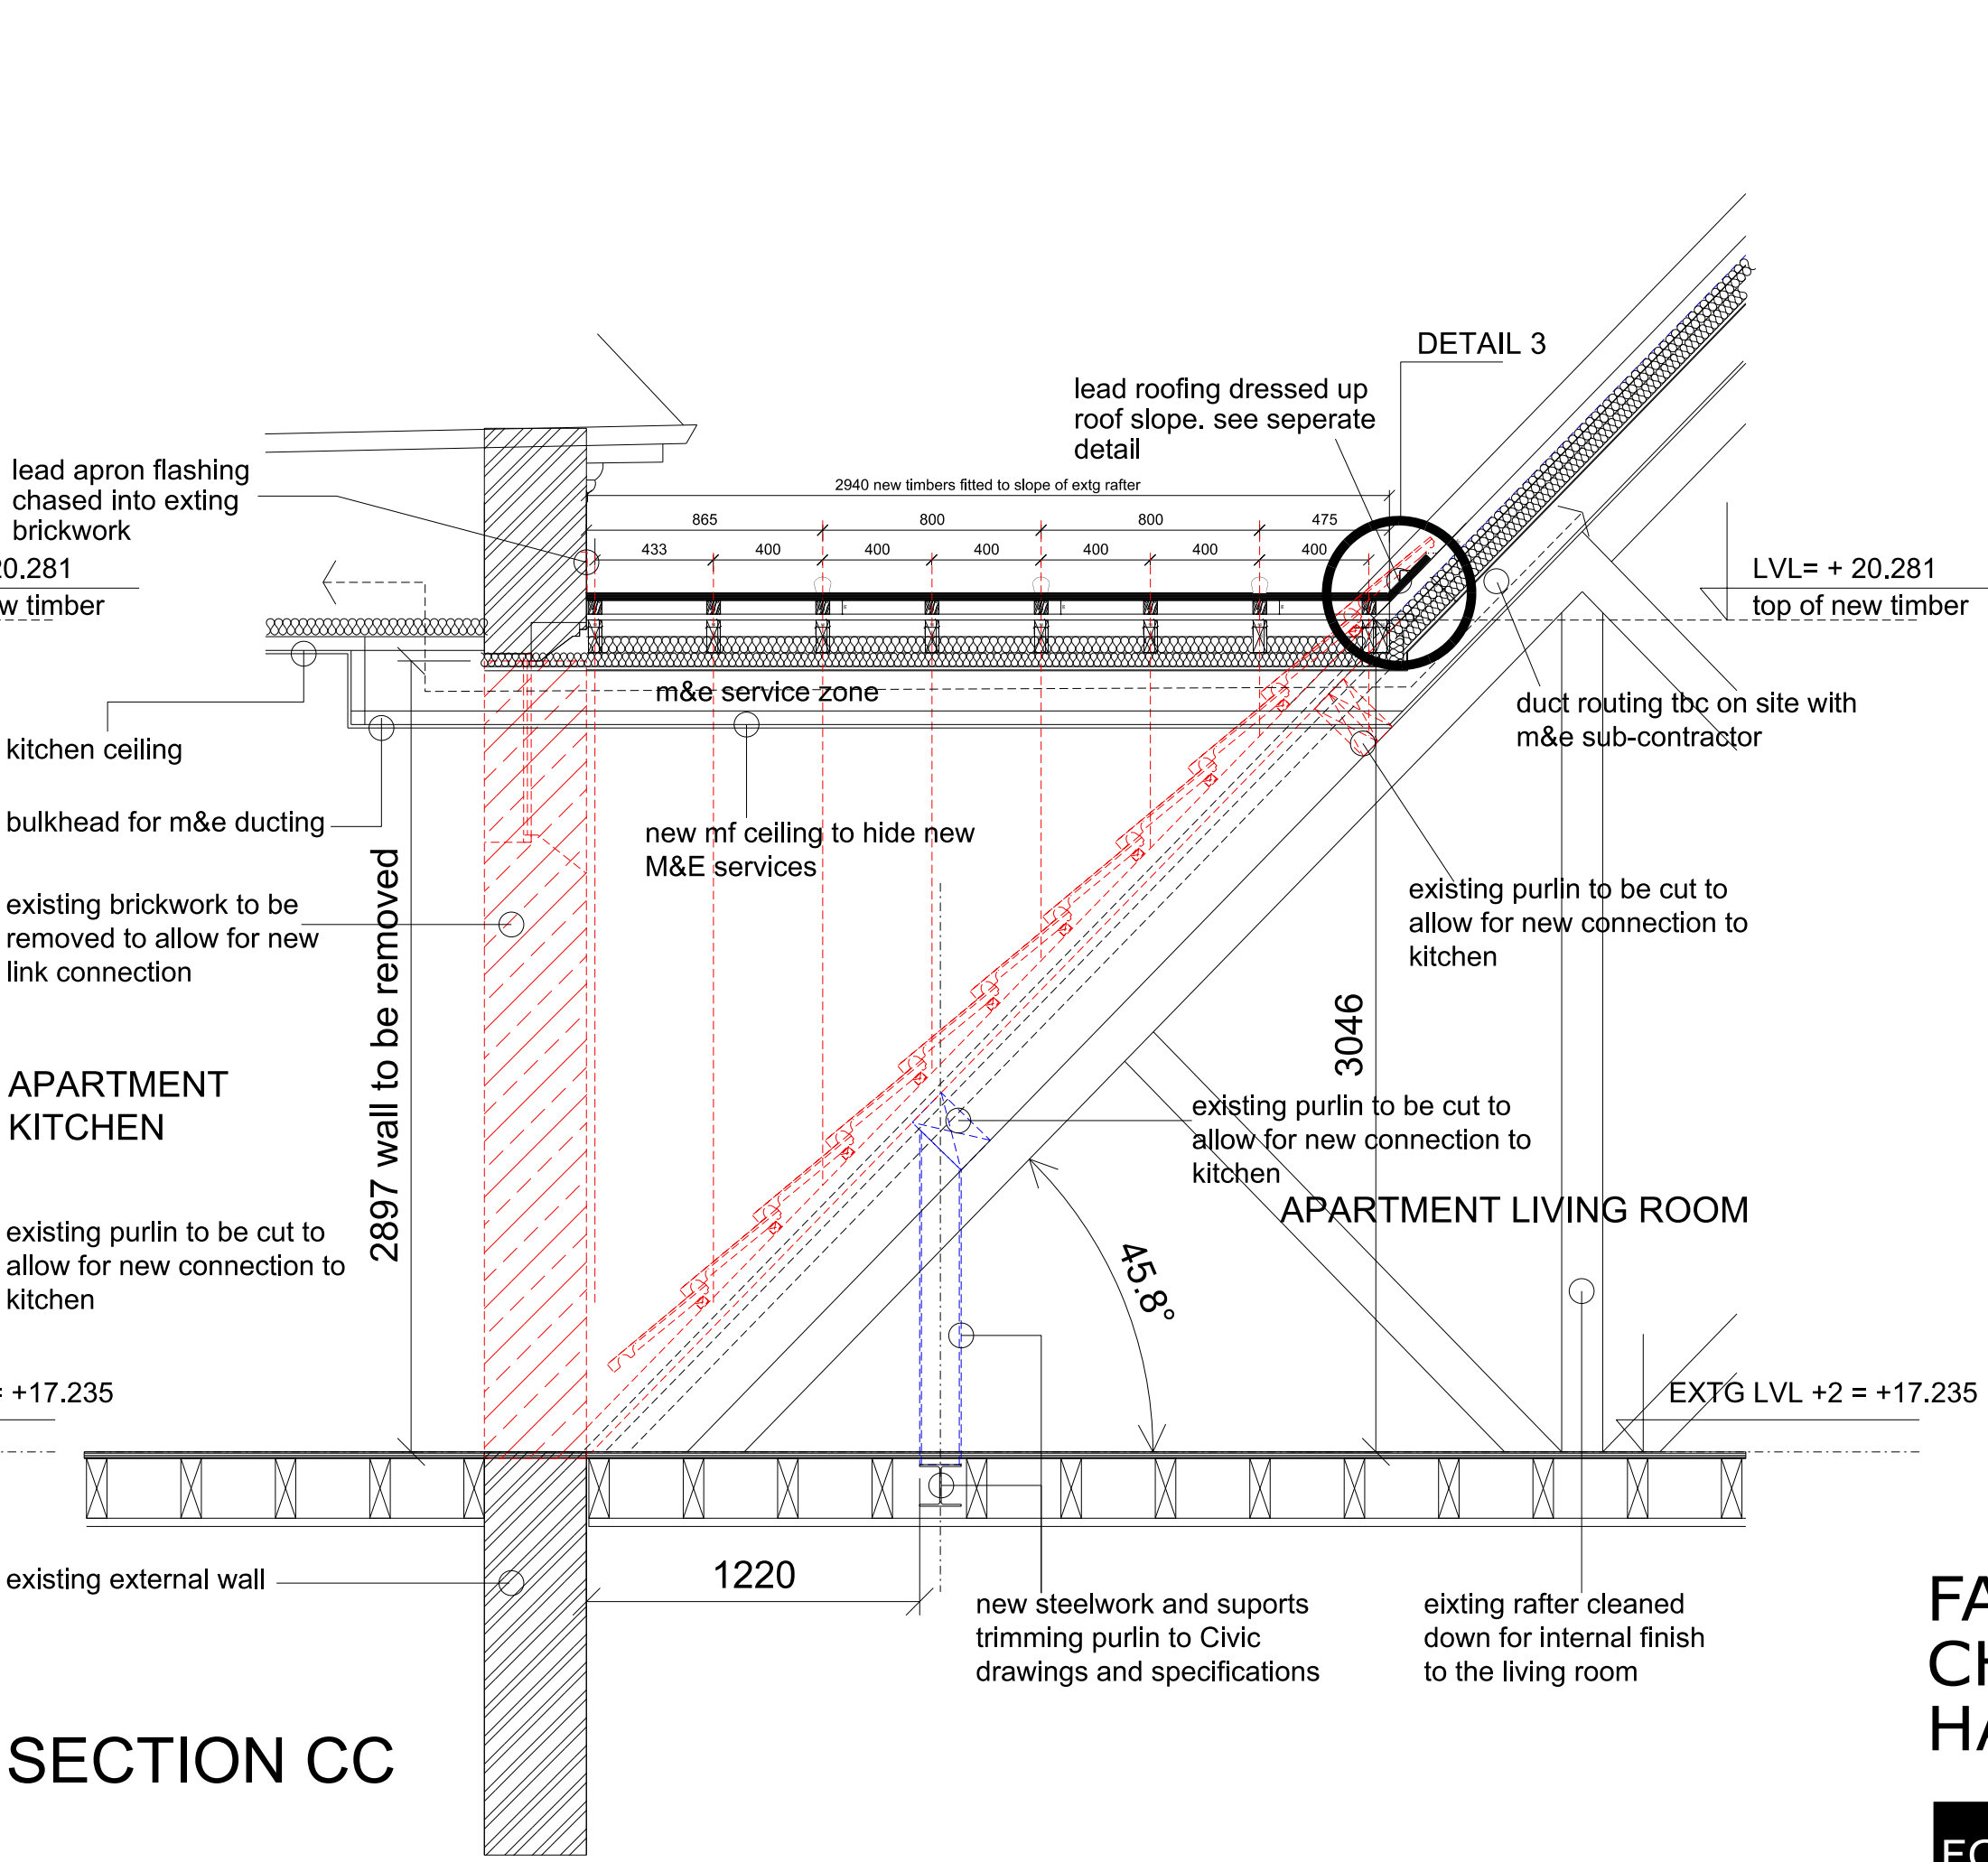 DETAIL 3
lead roofing dressed up
roof slope. see seperate
detail
lead apron flashing
chased into exting
brickwork
2940 new timbers fitted to slope of extg rafter
865
800
800
475
433
400
400
400
400
400
400
20.281
timber
LVL= + 20.281
top of new timber
m&e service zone
duct routing tbc on site with
m&e sub-contractor
kitchen ceiling
bulkhead for m&e ducting
new mf ceiling to hide new
M&E services
existing brickwork to be
removed to allow for new
link connection
2897 wall to be removed
existing purlin to be cut to
allow for new connection to
kitchen
3046
APARTMENT
KITCHEN
existing purlin to be cut to
allow for new connection to
kitchen
APARTMENT LIVING ROOM
existing purlin to be cut to
allow for new connection to
kitchen
45.8°
= +17.235
EXTG LVL +2 = +17.235
existing external wall
1220
new steelwork and suports
trimming purlin to Civic
drawings and specifications
eixting rafter cleaned
down for internal finish
to the living room
SECTION CC
FA
CH
HA